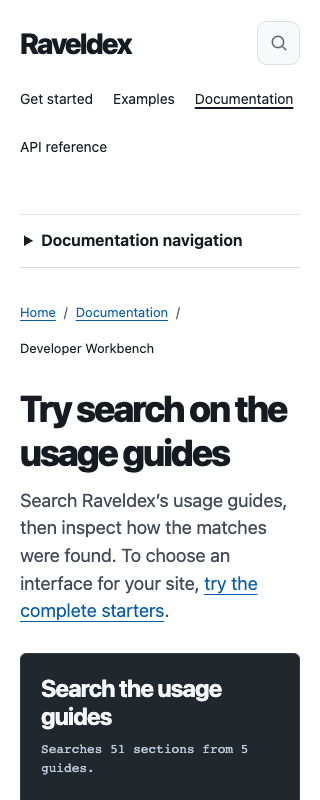 Raveldex
Get started Examples Documentation
API reference
Documentation navigation
Home / Documentation /
Developer Workbench
Try search on the
usage guides
Search Raveldex’s usage guides,
then inspect how the matches
were found. To choose an
interface for your site, try the
complete starters.
Search the usage
guides
Searches 51 sections from 5
guides.